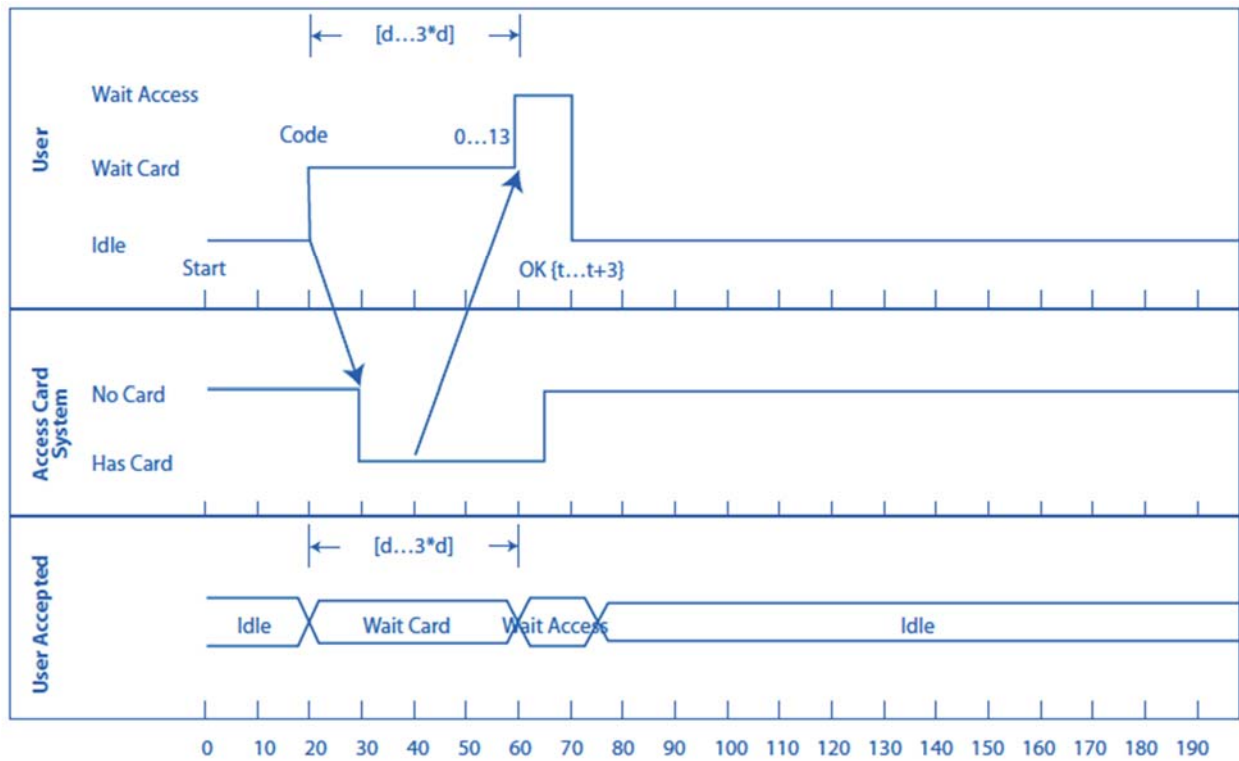 [d...3*d]
Wait Access
Code
0...13
Wait Card
Idle
Start
OK {t...t+3}
User
No Card
Has Card
Access Card
System
[d...3*d]
Idle
Wait Card
Wait Access
Idle
User Accepted
0 10 20 30 40 50 60 70 80 90 100 110 120 130 140 150 160 170 180 190